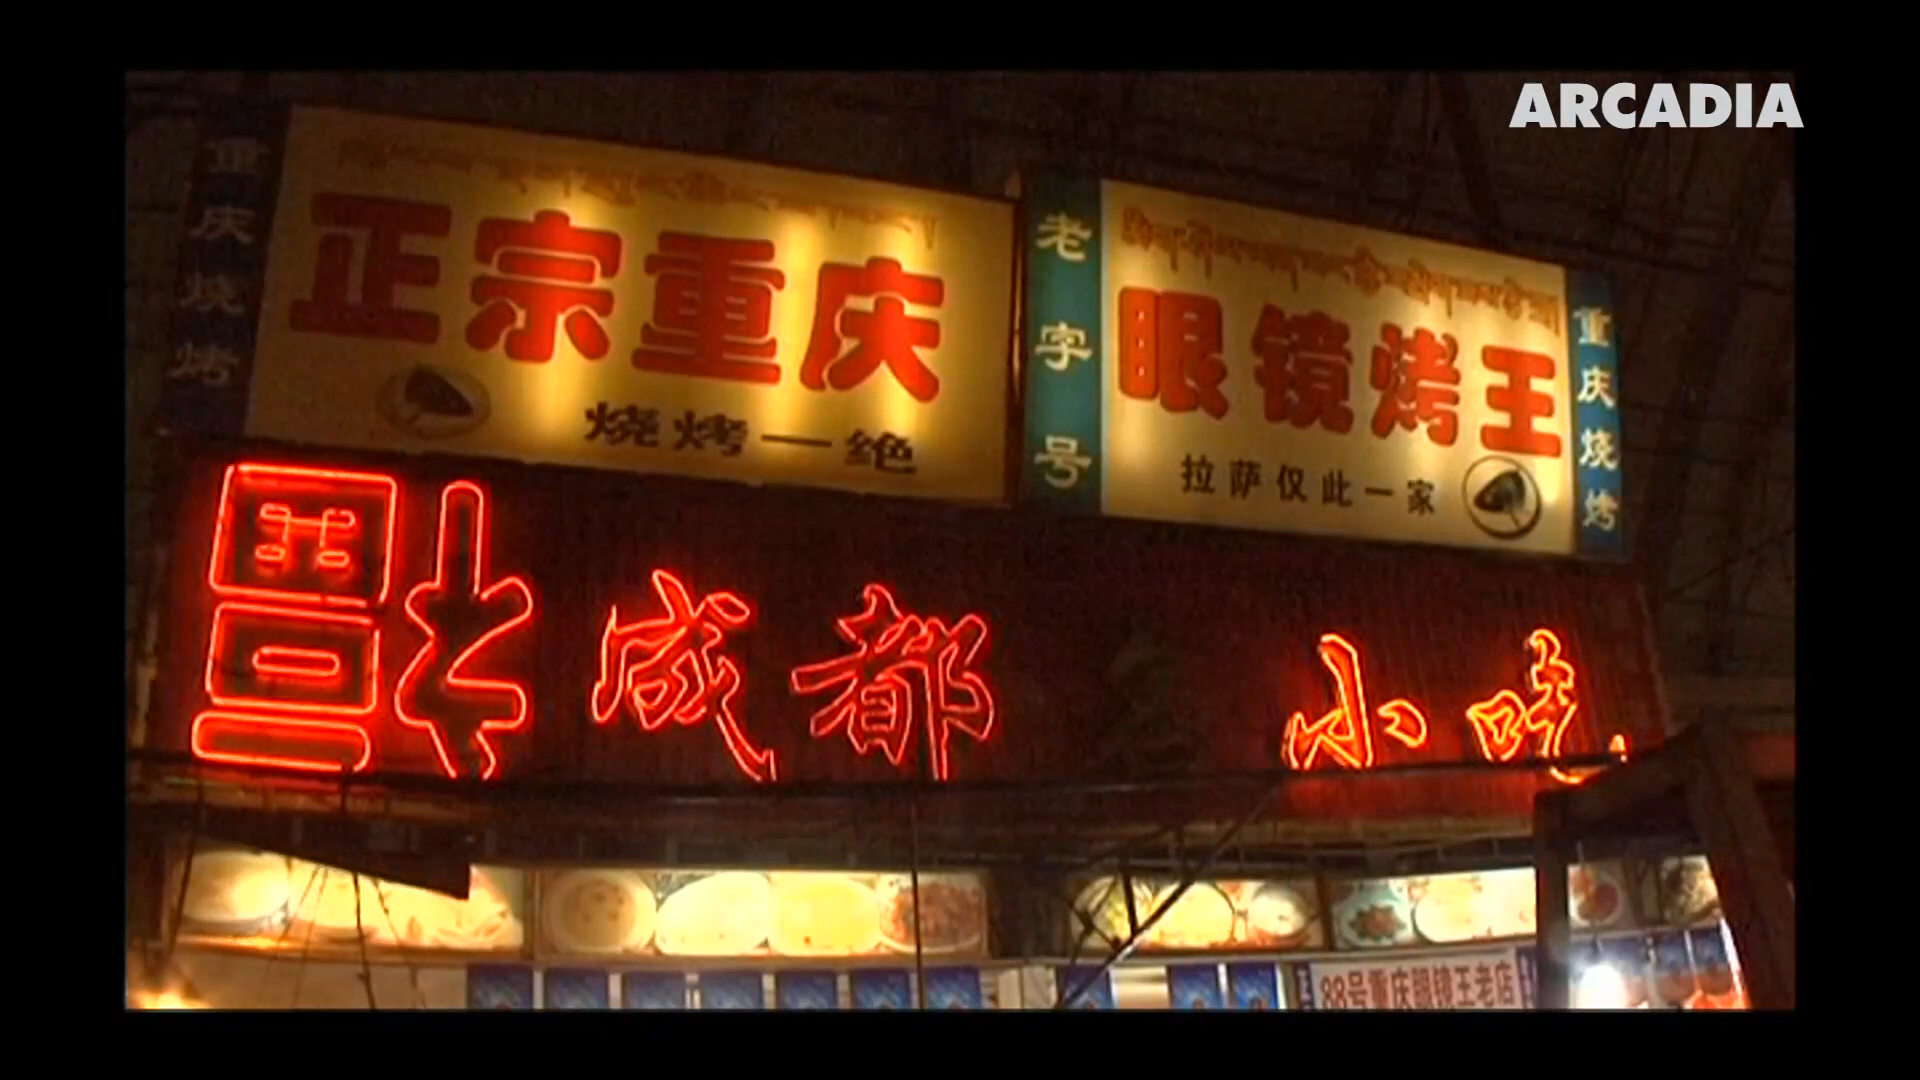 ARCADIA
重庆烧烤
正宗重庆
烧烤一绝
老字号
眼镜烤王
拉萨仅此一家
重庆烧烤
福 成都 小吃
88号重庆眼镜王老店